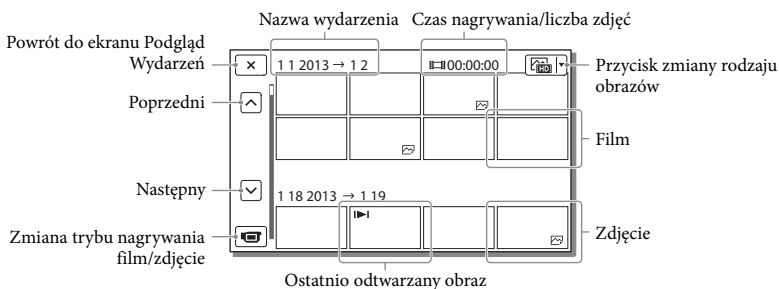 Nazwa wydarzenia
Czas nagrywania/liczba zdjęć
Powrót do ekranu Podgląd
Wydarzeń
1 1 2013 → 1 2
00:00:00
HD
Przycisk zmiany rodzaju
obrazów
Poprzedni
Film
Następny
1 18 2013 → 1 19
Zmiana trybu nagrywania
film/zdjęcie
Zdjęcie
Ostatnio odtwarzany obraz